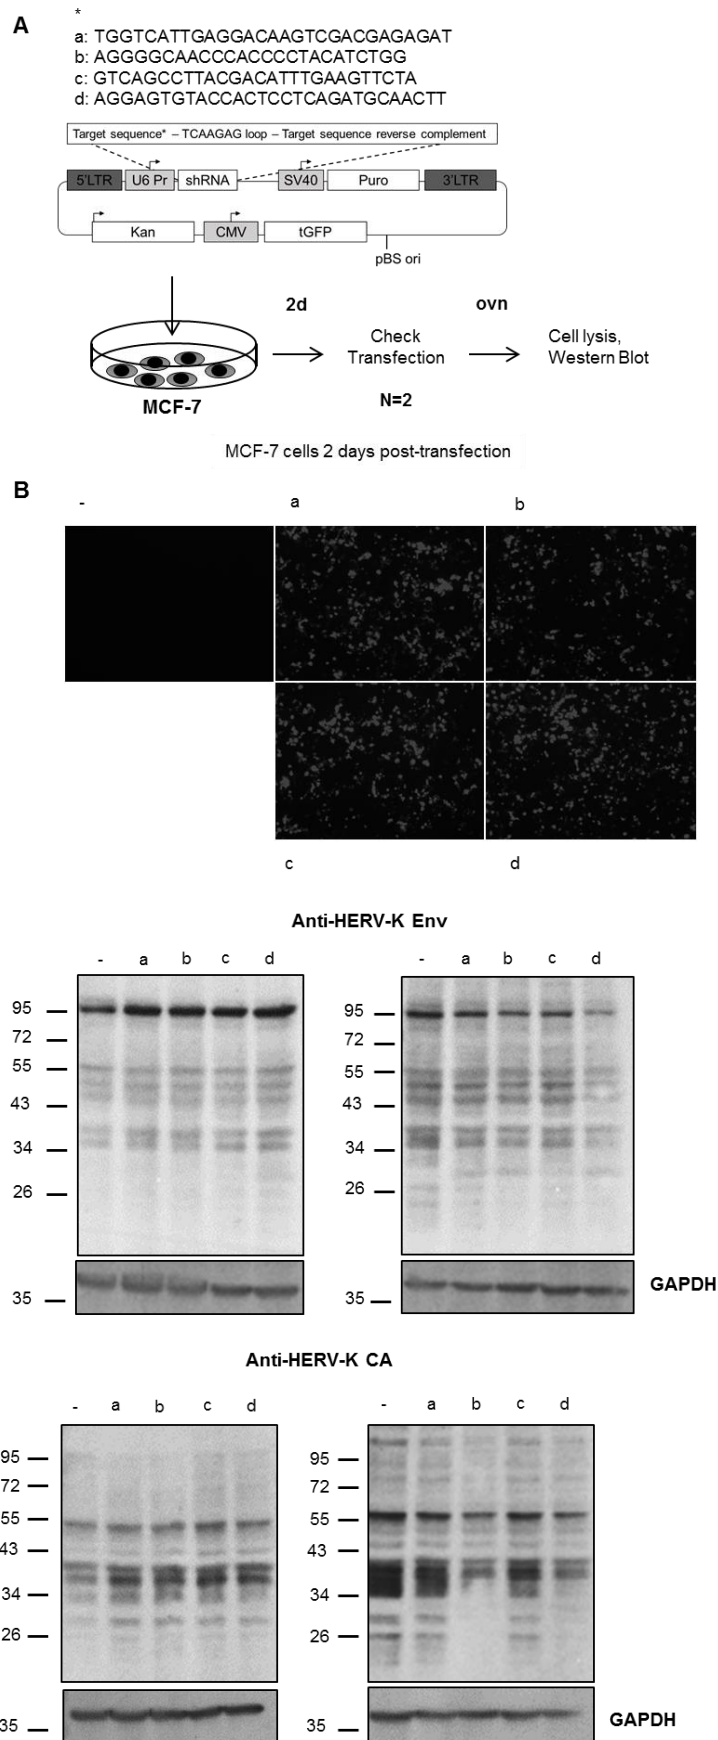 A
*
a: TGGTCATTGAGGACAAGTCGACGAGAGAT
b: AGGGGCAACCCACCCCTACATCTGG
c: GTCAGCCTTACGACATTTGAAGTTCTA
d: AGGAGTGTACCACTCCTCAGATGCAACTT
Target sequence* – TCAAGAG loop – Target sequence reverse complement
5'LTR U6 Pr shRNA SV40 Puro 3'LTR
Kan CMV tGFP
pBS ori
2d ovn
Check Transfection
Cell lysis, Western Blot
MCF-7
N=2
MCF-7 cells 2 days post-transfection
B
- a b
c d
Anti-HERV-K Env
- a b c d
95
72
55
43
34
26
35
- a b c d
95
72
55
43
34
26
35
GAPDH
Anti-HERV-K CA
- a b c d
95
72
55
43
34
26
35
- a b c d
95
72
55
43
34
26
35
GAPDH